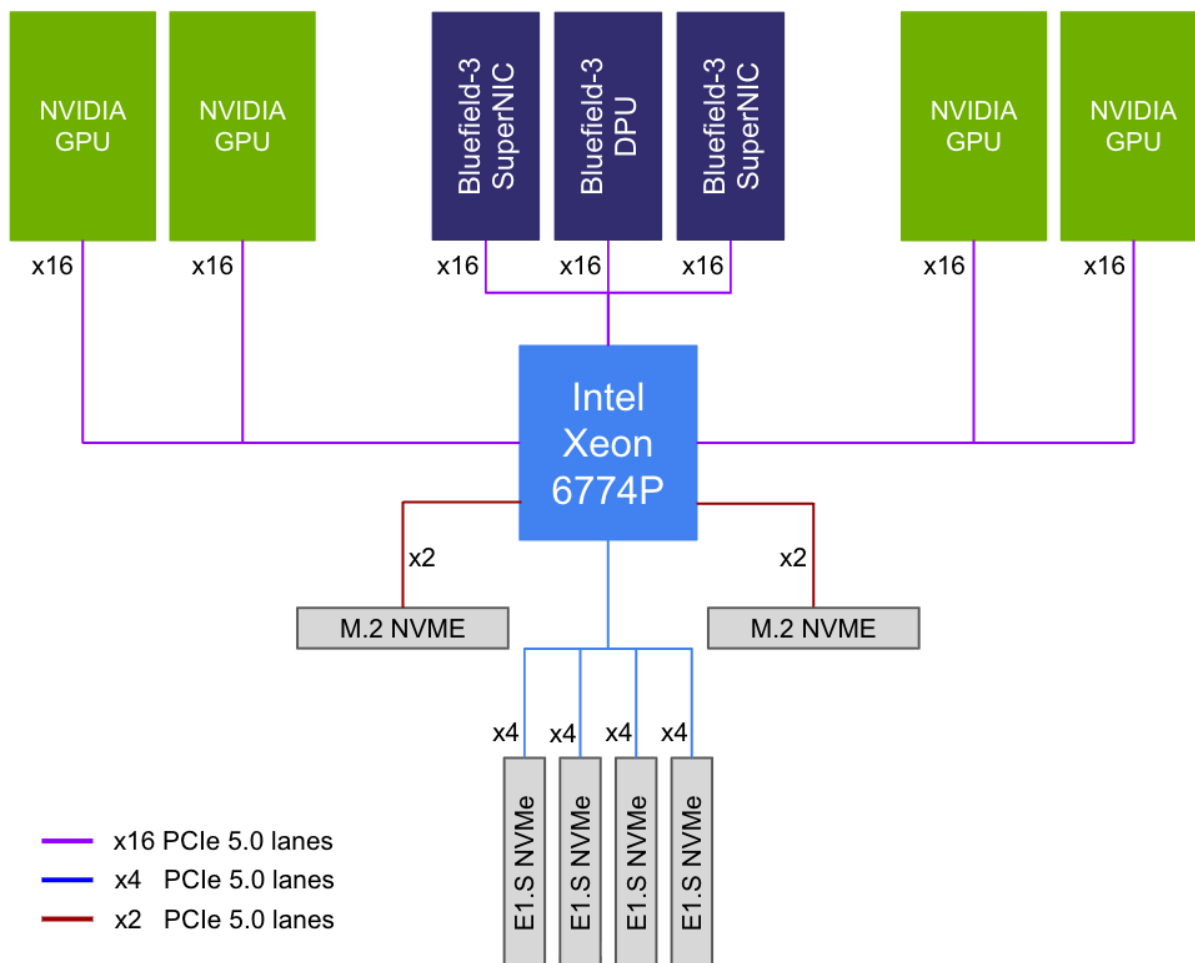 NVIDIA
GPU
NVIDIA
GPU
Bluefield-3
SuperNIC
Bluefield-3
DPU
Bluefield-3
SuperNIC
NVIDIA
GPU
NVIDIA
GPU
x16
x16
x16
x16
x16
x16
x16
Intel
Xeon
6774P
x2
x2
M.2 NVME
M.2 NVME
x4
x4
x4
x4
E1.S NVMe
E1.S NVMe
E1.S NVMe
E1.S NVMe
x16 PCIe 5.0 lanes
x4 PCIe 5.0 lanes
x2 PCIe 5.0 lanes